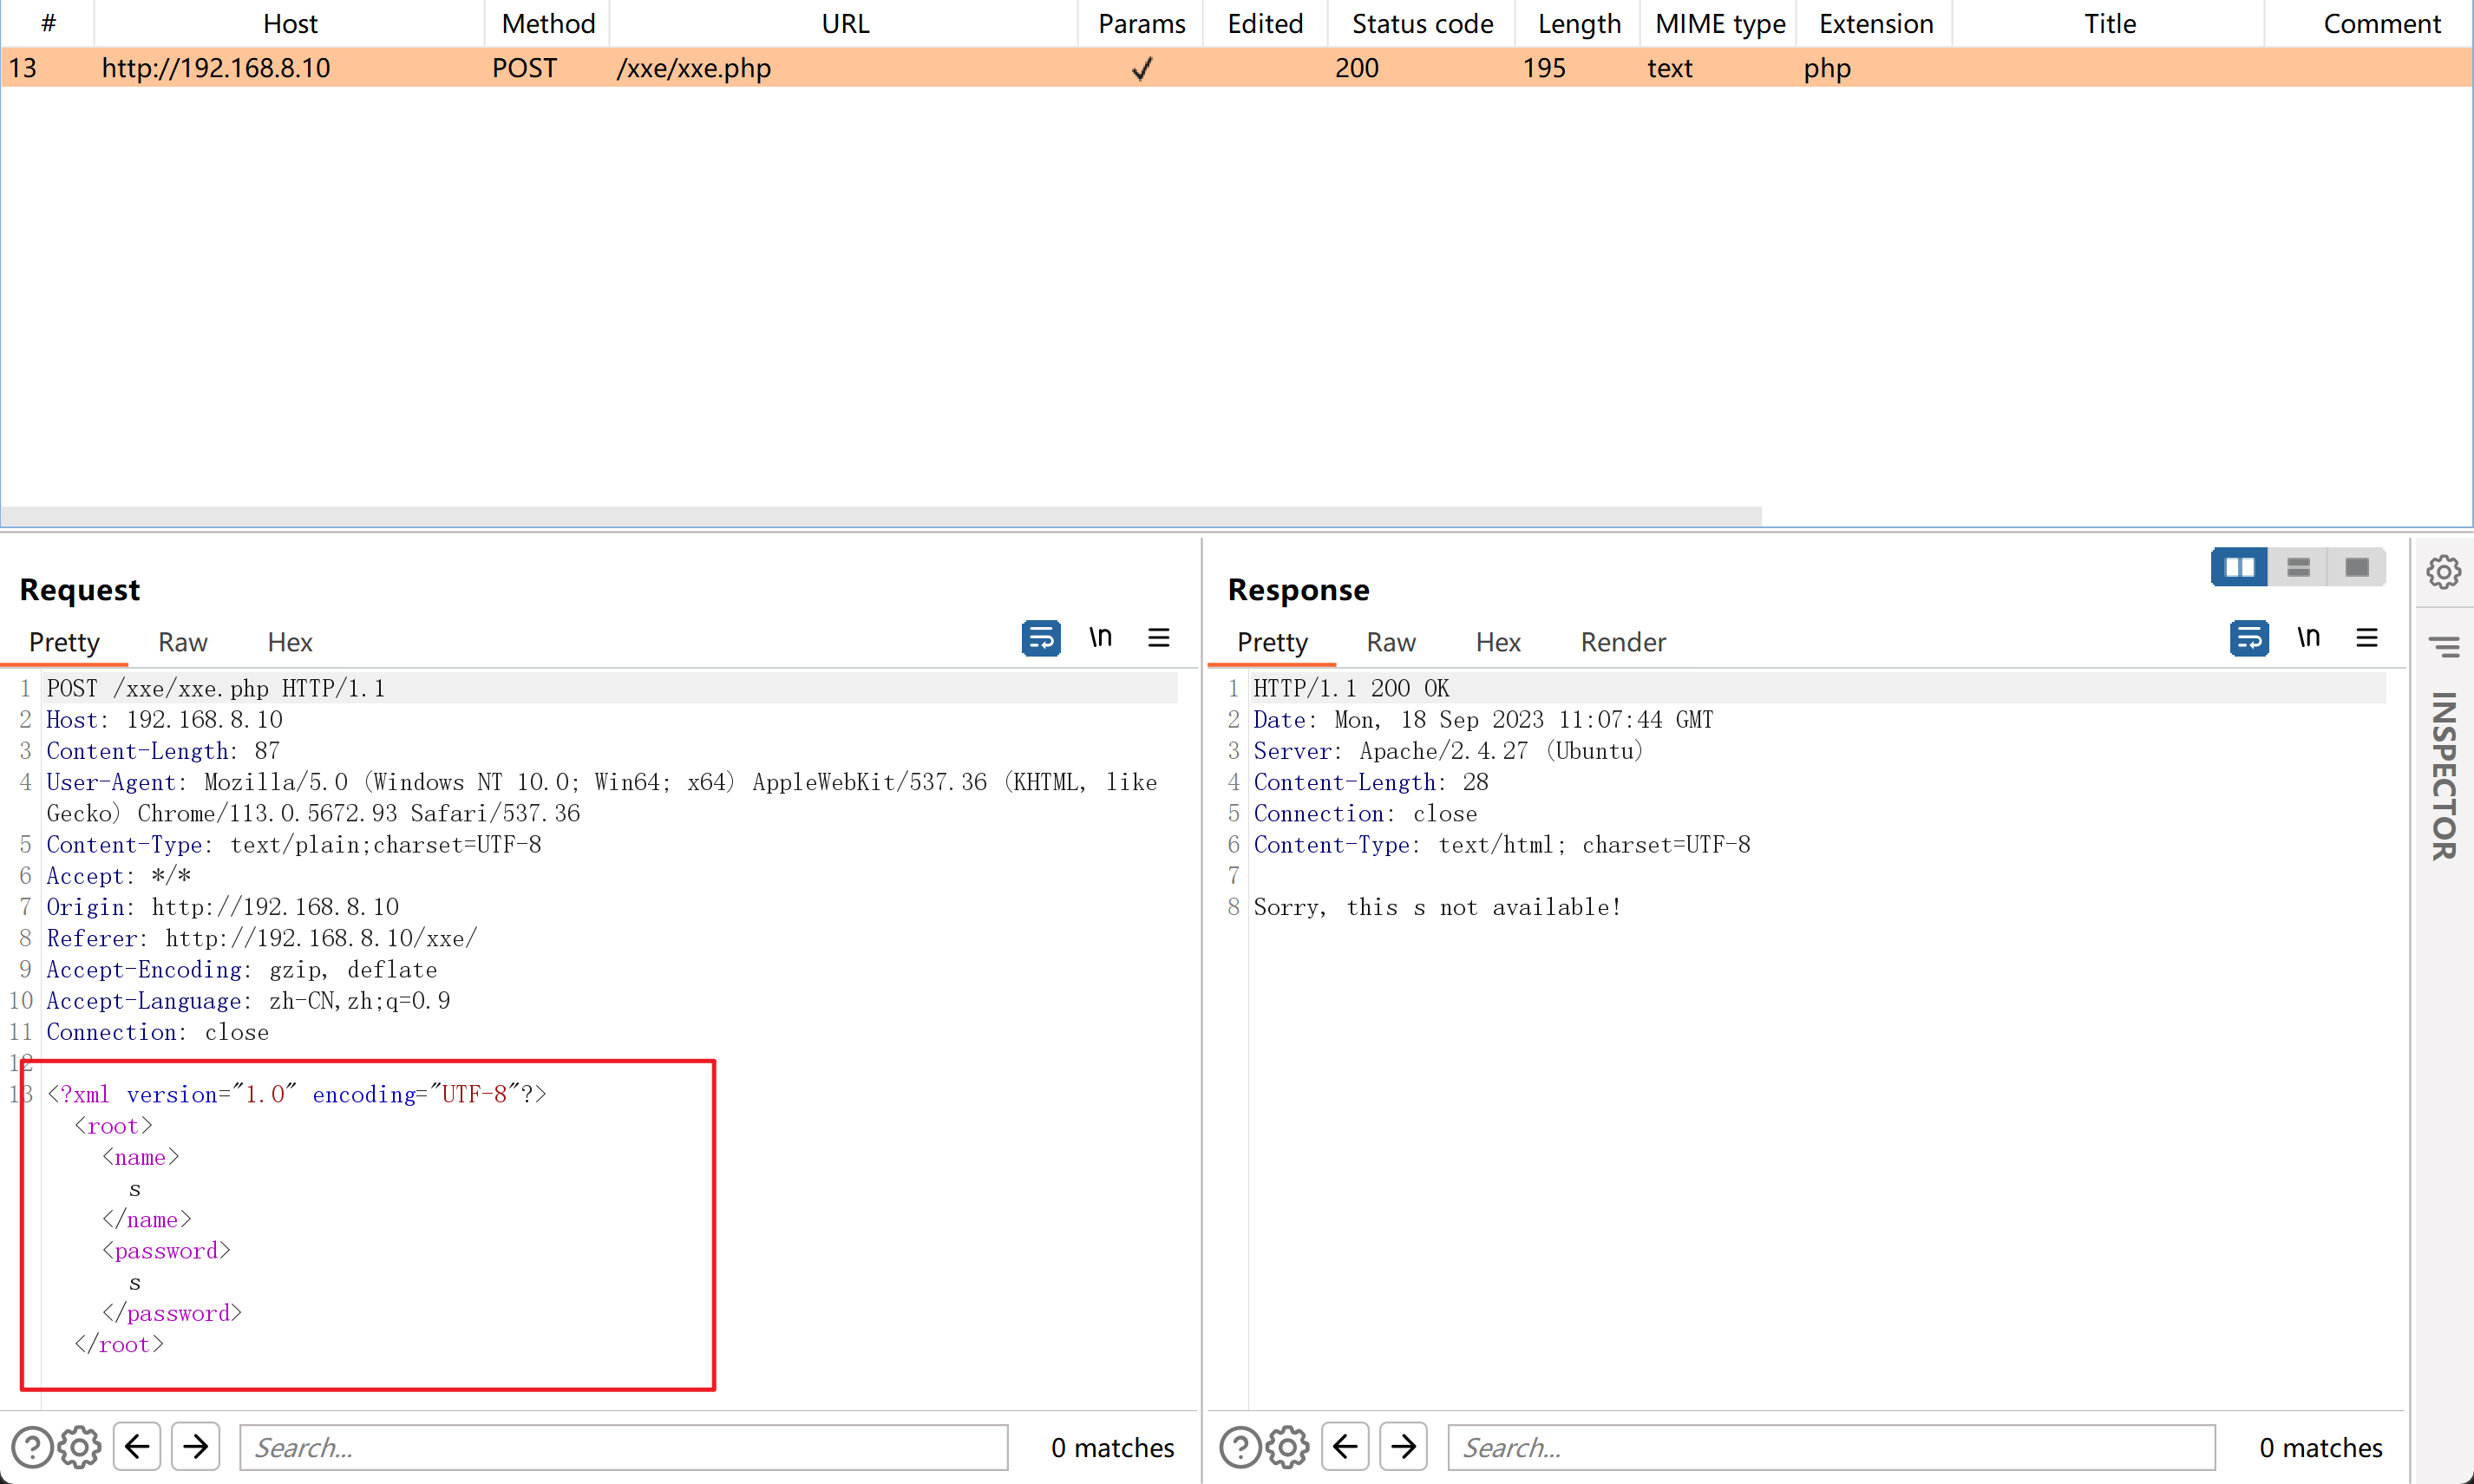 # Host Method URL Params Edited Status code Length MIME type Extension Title Comment
13 http://192.168.8.10 POST /xxe/xxe.php ✓ 200 195 text php
Request
Pretty Raw Hex \n
1 POST /xxe/xxe.php HTTP/1.1
2 Host: 192.168.8.10
3 Content-Length: 87
4 User-Agent: Mozilla/5.0 (Windows NT 10.0; Win64; x64) AppleWebKit/537.36 (KHTML, like
Gecko) Chrome/113.0.5672.93 Safari/537.36
5 Content-Type: text/plain;charset=UTF-8
6 Accept: */*
7 Origin: http://192.168.8.10
8 Referer: http://192.168.8.10/xxe/
9 Accept-Encoding: gzip, deflate
10 Accept-Language: zh-CN,zh;q=0.9
11 Connection: close
12
13 <?xml version="1.0" encoding="UTF-8"?>
<root>
<name>
s
</name>
<password>
s
</password>
</root>
Search...
0 matches
Response
Pretty Raw Hex Render \n
1 HTTP/1.1 200 OK
2 Date: Mon, 18 Sep 2023 11:07:44 GMT
3 Server: Apache/2.4.27 (Ubuntu)
4 Content-Length: 28
5 Connection: close
6 Content-Type: text/html; charset=UTF-8
7
8 Sorry, this s not available!
Search...
0 matches
INSPECTOR